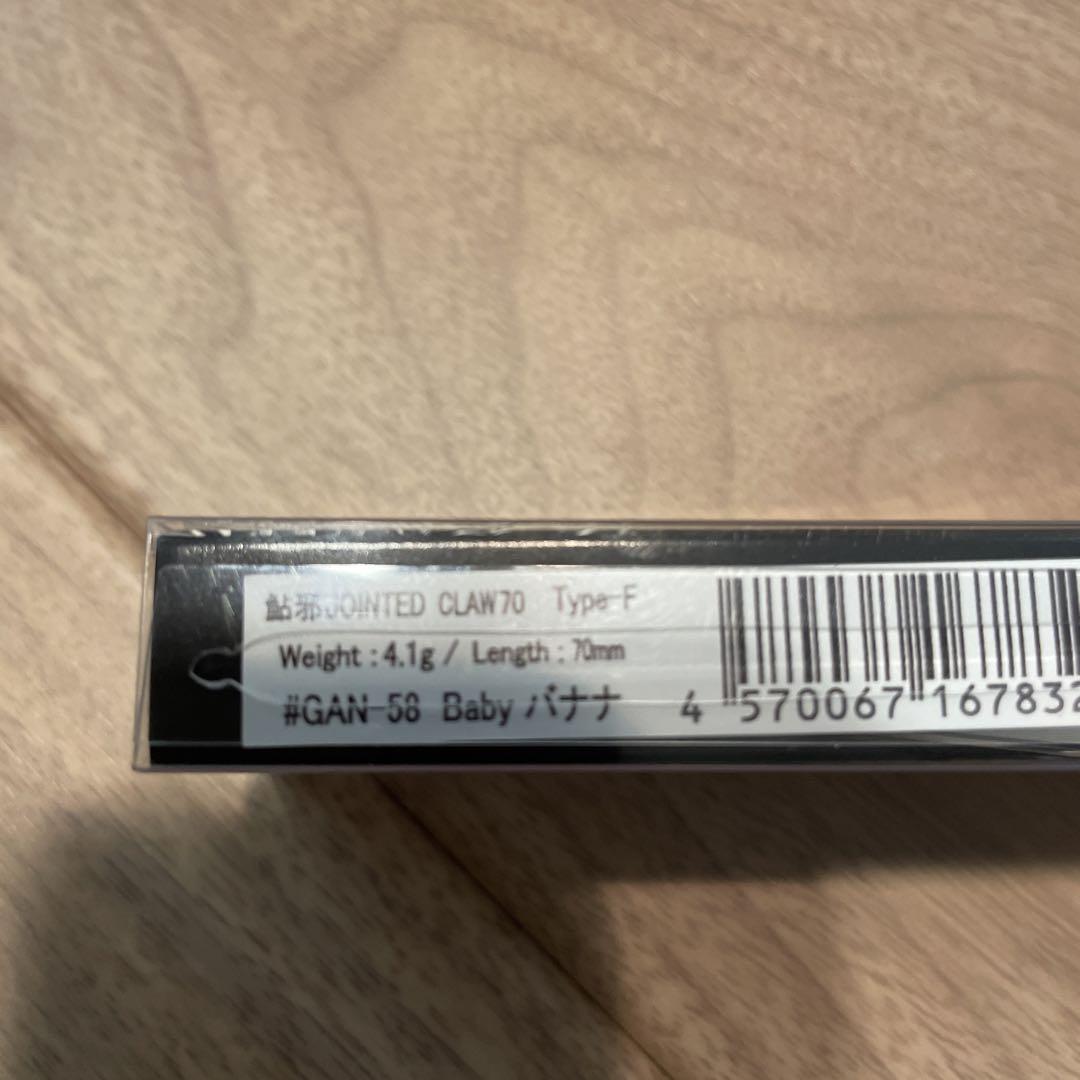 鮎邪JOINTED CLAW70 Type-F
Weight : 4.1g / Length : 70mm
#GAN-58 Baby バナナ
4 570067 167832